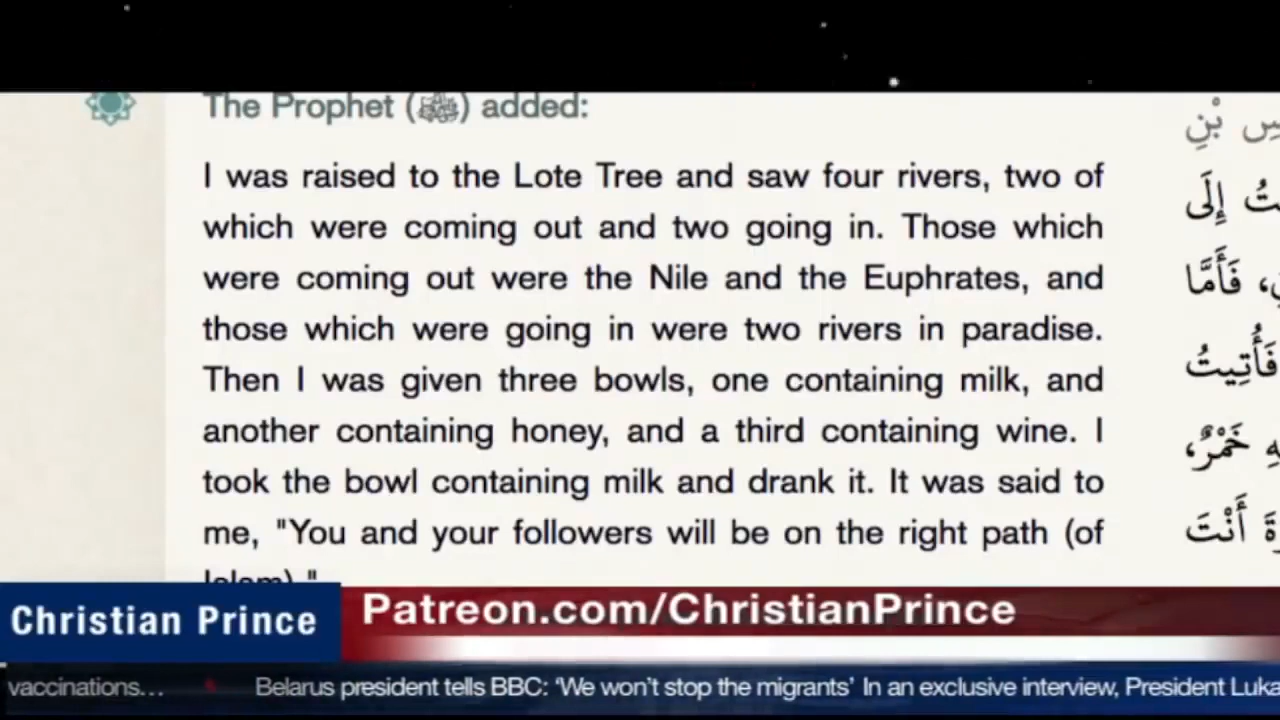 The Prophet (ﷺ) added:
I was raised to the Lote Tree and saw four rivers, two of
which were coming out and two going in. Those which
were coming out were the Nile and the Euphrates, and
those which were going in were two rivers in paradise.
Then I was given three bowls, one containing milk, and
another containing honey, and a third containing wine. I
took the bowl containing milk and drank it. It was said to
me, "You and your followers will be on the right path (of
Islam)."
بْنِ
إِلَى
فَأَمَّا
فَأُتِيتُ
خَمْرٌ،
أَنْتَ
Christian Prince
Patreon.com/ChristianPrince
vaccinations... Belarus president tells BBC: 'We won't stop the migrants' In an exclusive interview, President Luka